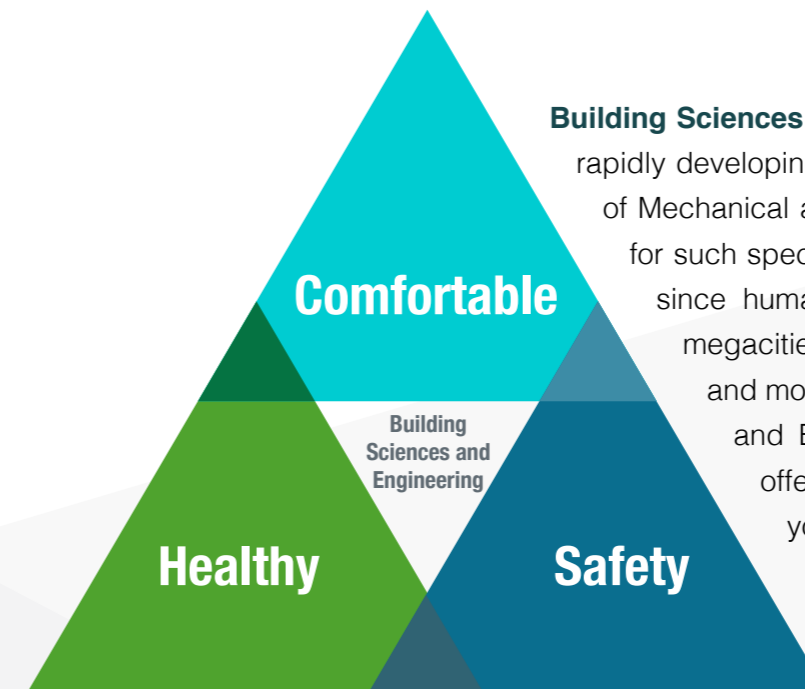 Comfortable
Building
Sciences and
Engineering
Healthy
Safety
Building Sciences
rapidly developin
of Mechanical a
for such spec
since huma
megacitie
and mo
and E
offe
yo